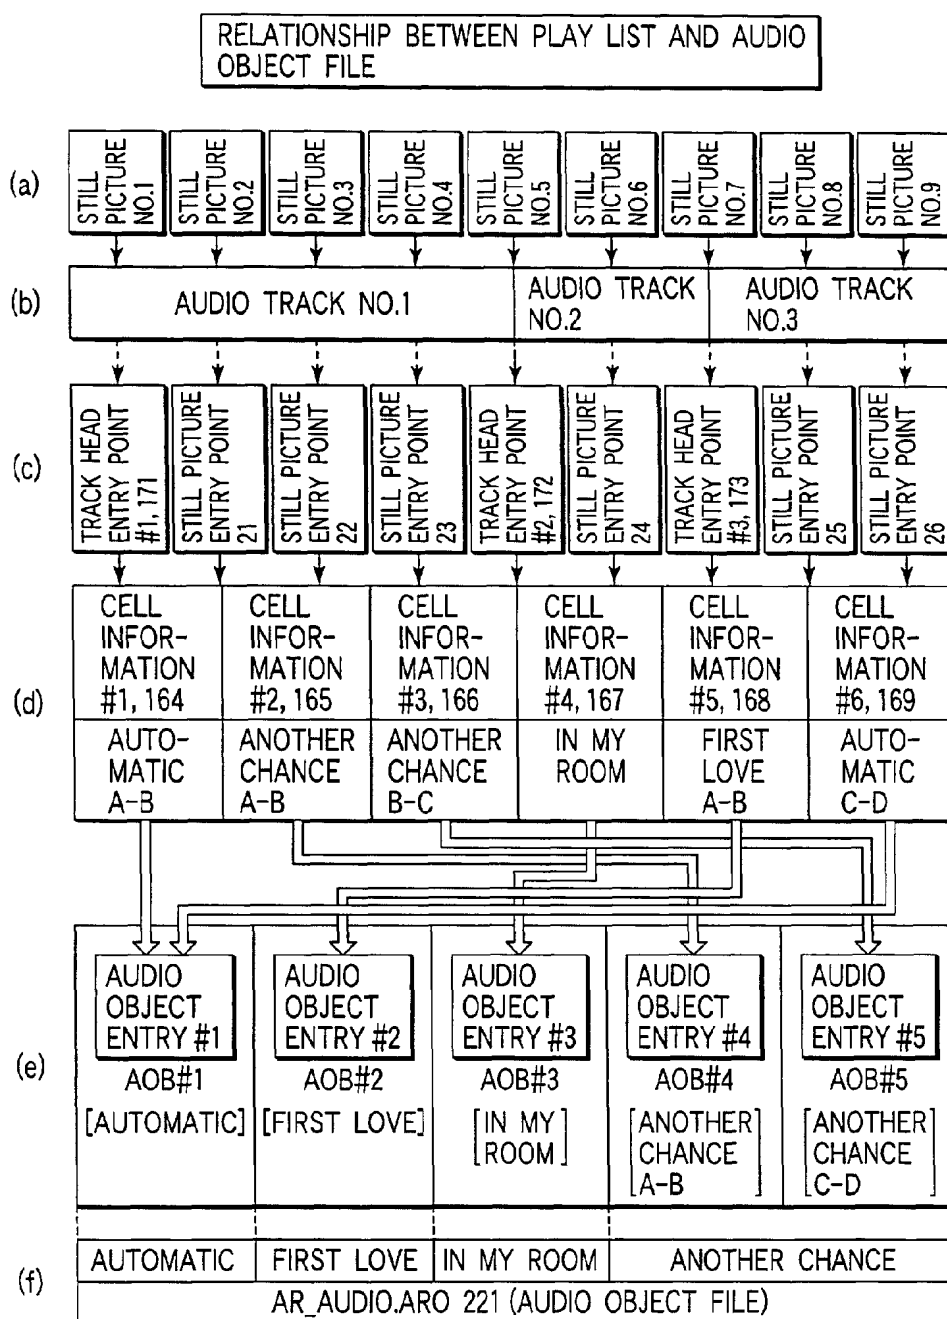 RELATIONSHIP BETWEEN PLAY LIST AND AUDIO
OBJECT FILE
(a)
STILL
PICTURE
NO.1
STILL
PICTURE
NO.2
STILL
PICTURE
NO.3
STILL
PICTURE
NO.4
STILL
PICTURE
NO.5
STILL
PICTURE
NO.6
STILL
PICTURE
NO.7
STILL
PICTURE
NO.8
STILL
PICTURE
NO.9
(b)
AUDIO TRACK NO.1
AUDIO TRACK
NO.2
AUDIO TRACK
NO.3
(c)
TRACK HEAD
ENTRY POINT
#1, 171
STILL PICTURE
ENTRY POINT
21
STILL PICTURE
ENTRY POINT
22
STILL PICTURE
ENTRY POINT
23
TRACK HEAD
ENTRY POINT
#2, 172
STILL PICTURE
ENTRY POINT
24
TRACK HEAD
ENTRY POINT
#3, 173
STILL PICTURE
ENTRY POINT
25
STILL PICTURE
ENTRY POINT
26
(d)
CELL
INFOR-
MATION
#1, 164
CELL
INFOR-
MATION
#2, 165
CELL
INFOR-
MATION
#3, 166
CELL
INFOR-
MATION
#4, 167
CELL
INFOR-
MATION
#5, 168
CELL
INFOR-
MATION
#6, 169
AUTO-
MATIC
A-B
ANOTHER
CHANCE
A-B
ANOTHER
CHANCE
B-C
IN MY
ROOM
FIRST
LOVE
A-B
AUTO-
MATIC
C-D
(e)
AUDIO
OBJECT
ENTRY #1
AOB#1
[AUTOMATIC]
AUDIO
OBJECT
ENTRY #2
AOB#2
[FIRST LOVE]
AUDIO
OBJECT
ENTRY #3
AOB#3
[IN MY
ROOM]
AUDIO
OBJECT
ENTRY #4
AOB#4
[ANOTHER
CHANCE
A-B]
AUDIO
OBJECT
ENTRY #5
AOB#5
[ANOTHER
CHANCE
C-D]
(f)
AUTOMATIC
FIRST LOVE
IN MY ROOM
ANOTHER CHANCE
AR_AUDIO.ARO 221 (AUDIO OBJECT FILE)